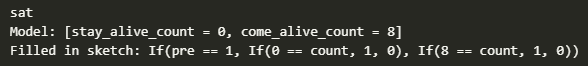 sat
Model: [stay_alive_count = 0, come_alive_count = 8]
Filled in sketch: If(pre == 1, If(0 == count, 1, 0), If(8 == count, 1, 0))